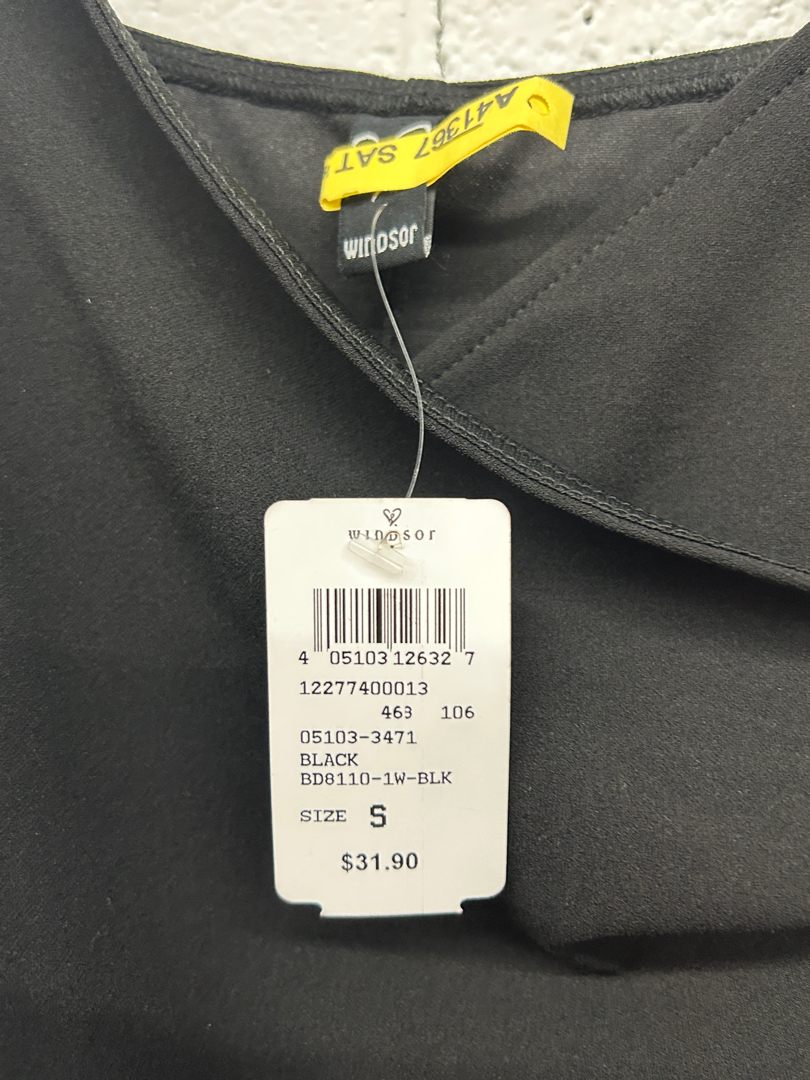 A41367 SAT
WINDSOR
WINDSOR
4 05103 12632 7
12277400013
463 106
05103-3471
BLACK
BD8110-1W-BLK
SIZE S
$31.90